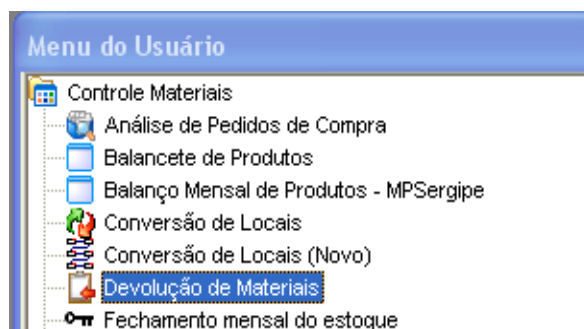 Menu do Usuário
Controle Materiais
Análise de Pedidos de Compra
Balancete de Produtos
Balanço Mensal de Produtos - MPSergipe
Conversão de Locais
Conversão de Locais (Novo)
Devolução de Materiais
Fechamento mensal do estoque